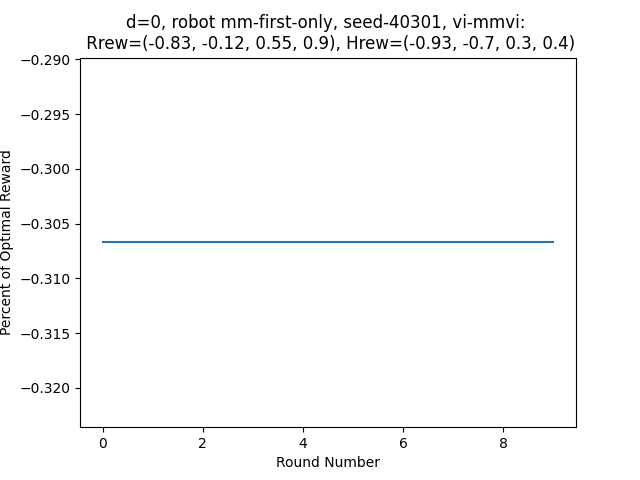 d=0, robot mm-first-only, seed-40301, vi-mmvi:
Rrew=(-0.83, -0.12, 0.55, 0.9), Hrew=(-0.93, -0.7, 0.3, 0.4)
−0.290
−0.295
−0.300
−0.305
−0.310
−0.315
−0.320
Percent of Optimal Reward
0 2 4 6 8
Round Number